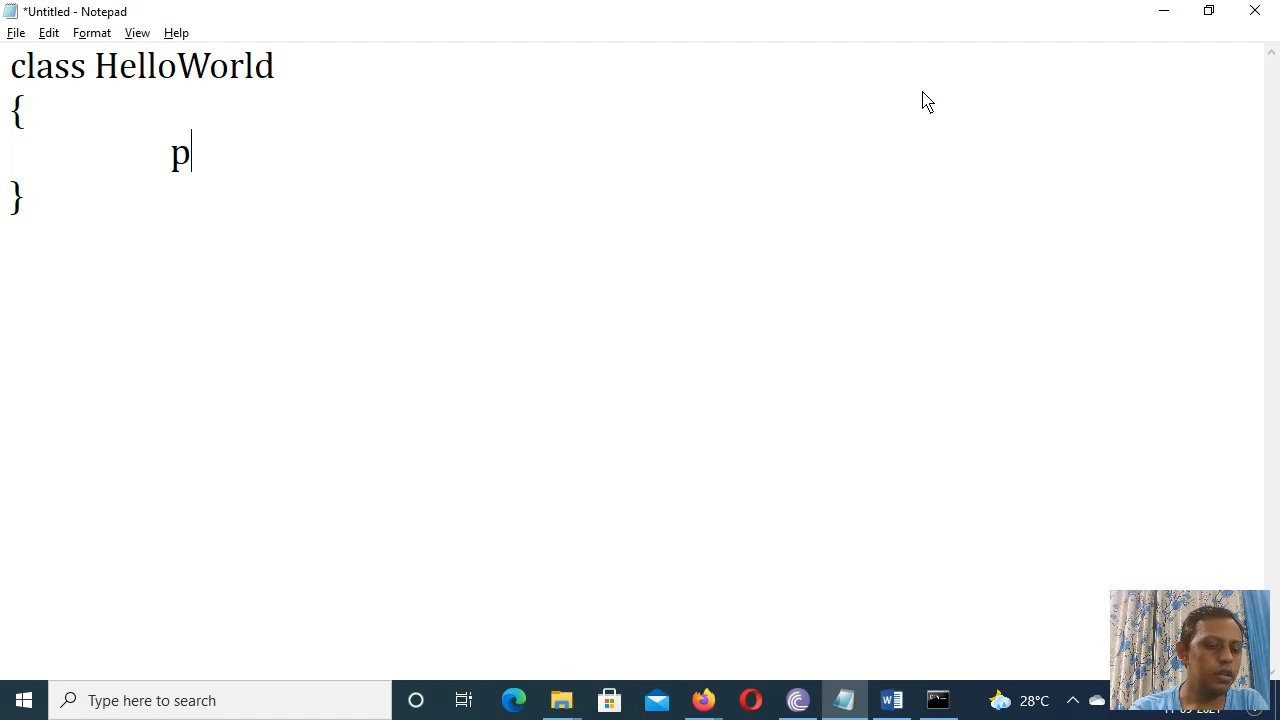 *Untitled - Notepad
File Edit Format View Help
class HelloWorld
{
p
}
Type here to search
28°C